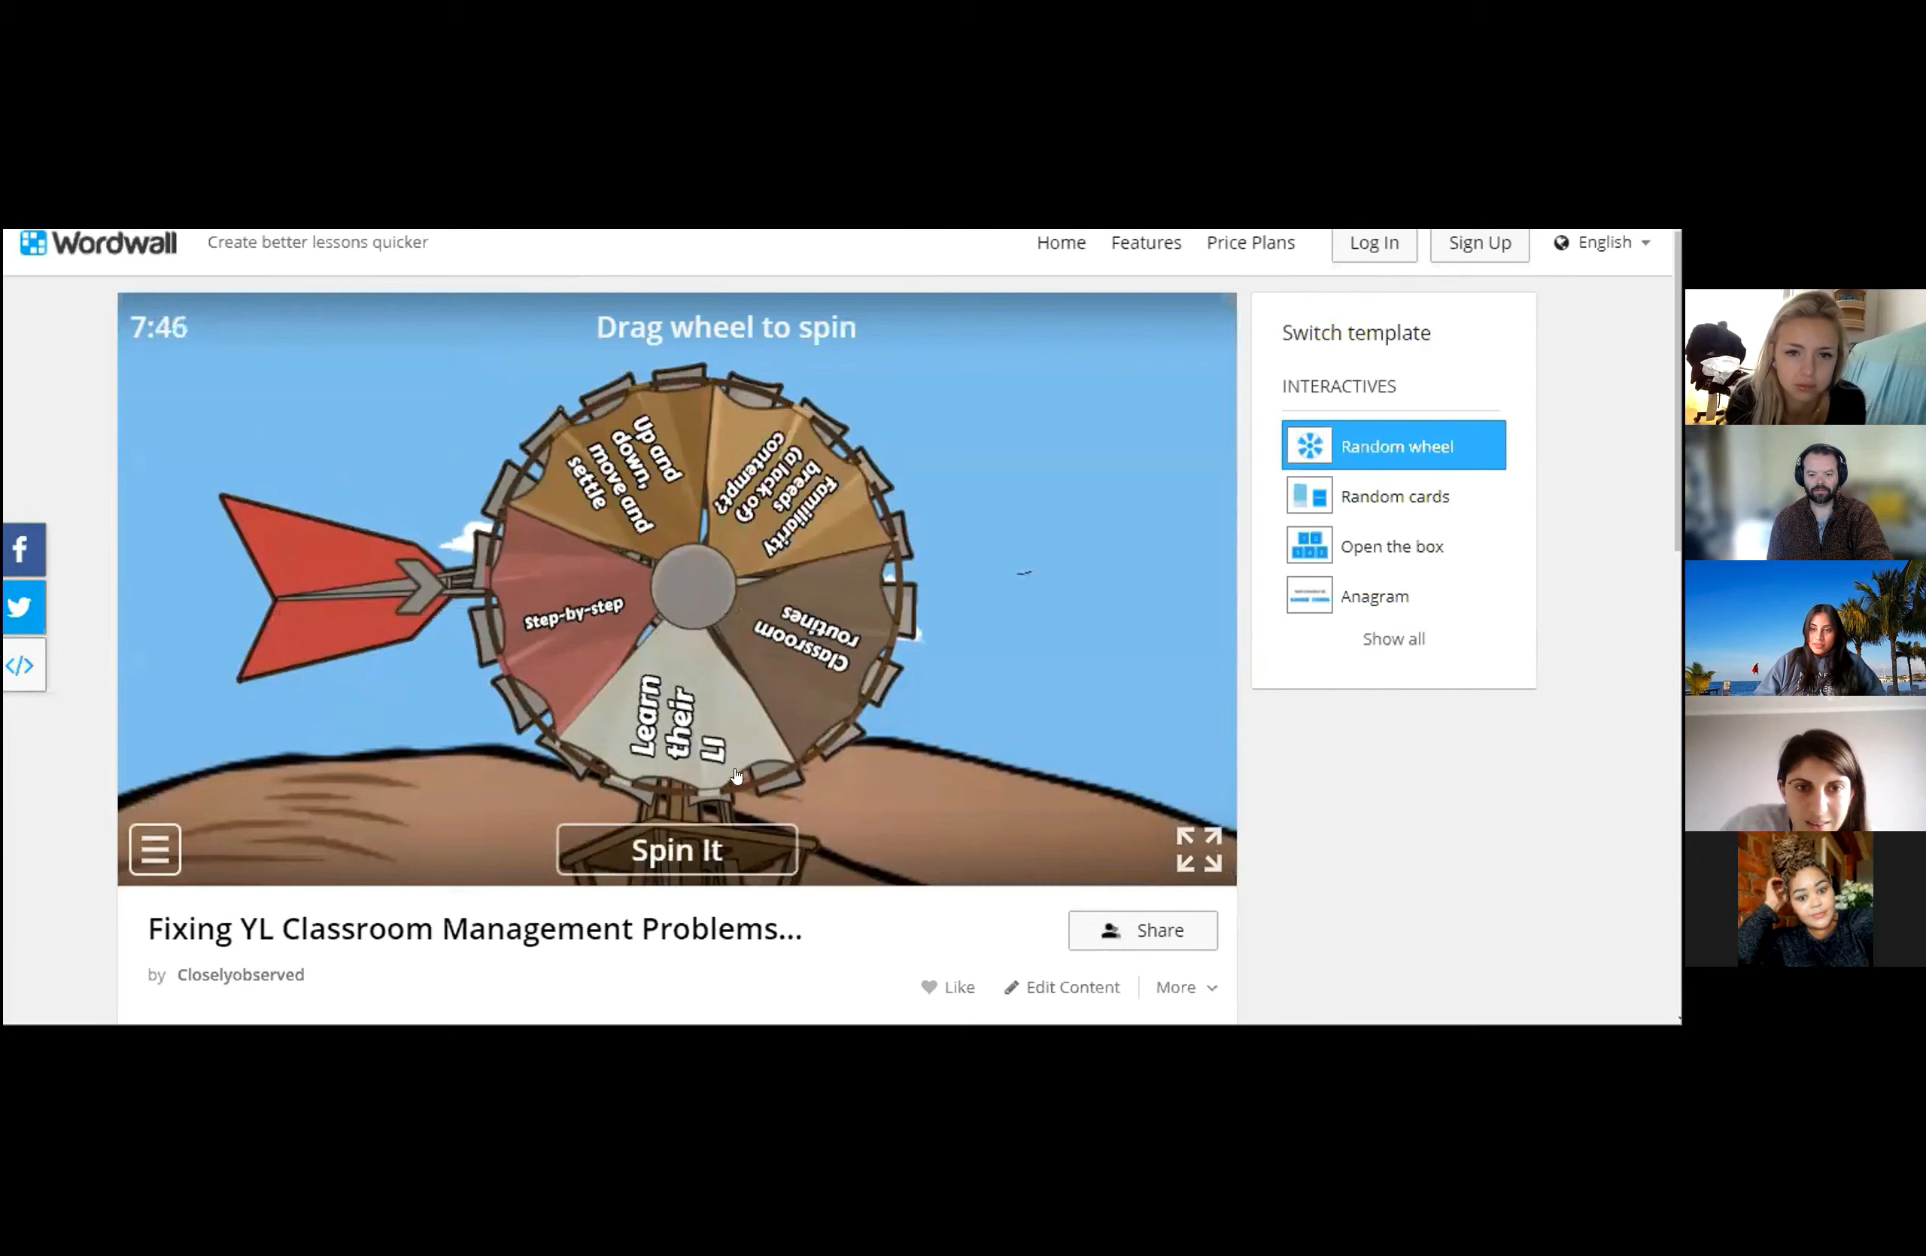 Wordwall
Create better lessons quicker
Home
Features
Price Plans
Log In
Sign Up
English
7:46
Drag wheel to spin
Up and
down,
move and
settle
Familiarity
breeds
(a lack of)
contempt?
Step-by-step
Classroom
routines
Learn
their
L1
Spin It
Switch template
INTERACTIVES
Random wheel
Random cards
Open the box
Anagram
Show all
Fixing YL Classroom Management Problems...
Share
by Closelyobserved
Like
Edit Content
More